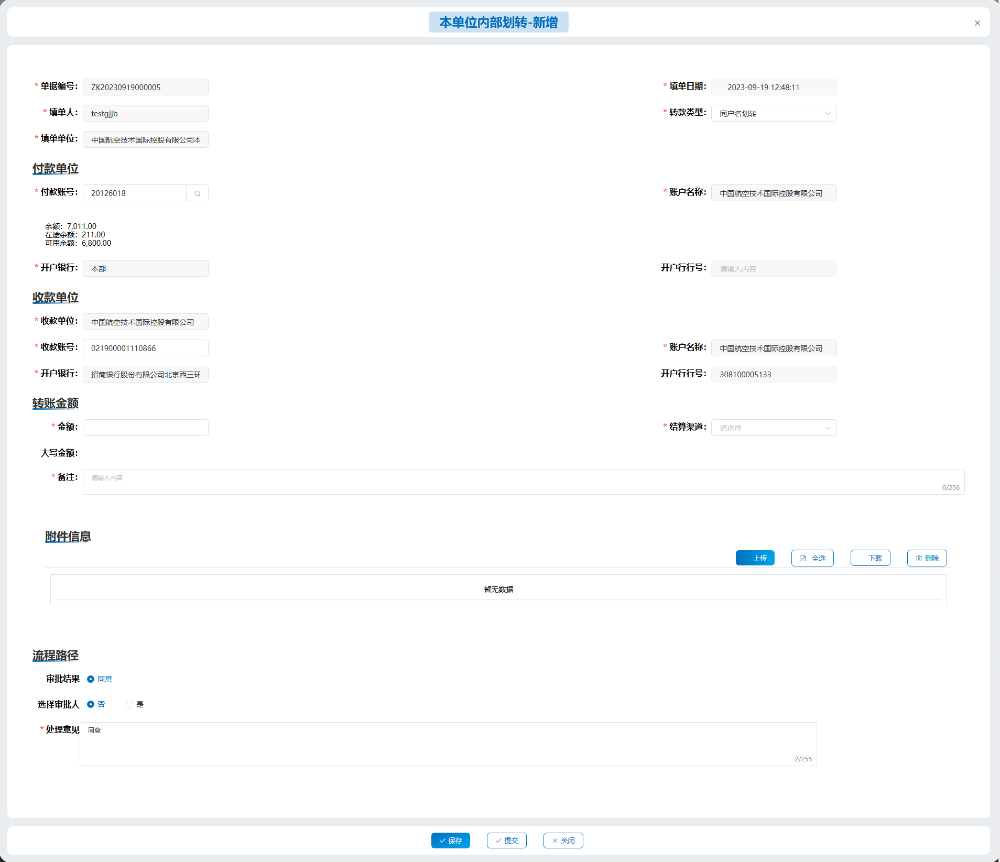 本单位内部划转-新增
* 单据编号： ZK20230919000005 * 填单日期： 2023-09-19 12:48:11
* 填单人： testgjjb * 转款类型： 同户名划转
* 填单单位： 中国航空技术国际控股有限公司本
付款单位
* 付款账号： 20126018 * 账户名称： 中国航空技术国际控股有限公司
余额：7,011.00
在途余额：211.00
可用余额：6,800.00
* 开户银行： 本部 开户行行号： 请输入内容
收款单位
* 收款单位： 中国航空技术国际控股有限公司
* 收款账号： 021900001110866 * 账户名称： 中国航空技术国际控股有限公司
* 开户银行： 招商银行股份有限公司北京西三环 开户行行号： 308100005133
转账金额
* 金额： * 结算渠道： 请选择
大写金额：
* 备注： 请输入内容
0/256
附件信息
上传 全选 下载 删除
暂无数据
流程路径
审批结果 同意
选择审批人 否 是
* 处理意见 同意
2/255
保存 提交 关闭